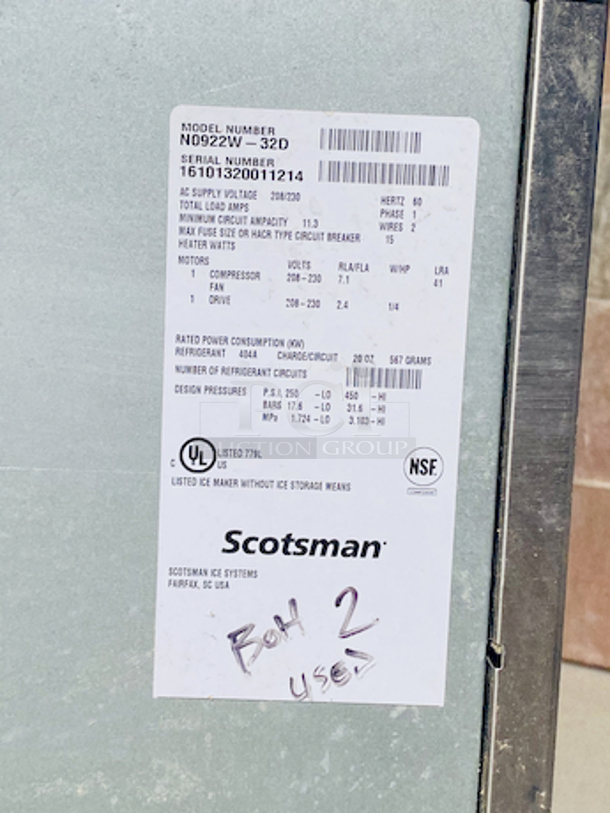 MODEL NUMBER
N0922W-32D
SERIAL NUMBER
16101320011214
AC SUPPLY VOLTAGE 208/230 HERTZ 60
TOTAL LOAD AMPS PHASE 1
MINIMUM CIRCUIT AMPACITY 11.3 WIRES 2
MAX FUSE SIZE OR HACR TYPE CIRCUIT BREAKER 15
HEATER WATTS
MOTORS VOLTS RLA/FLA W/HP LRA
1 COMPRESSOR 208-230 7.1 41
FAN
1 DRIVE 208-230 2.4 1/4
RATED POWER CONSUMPTION (KW)
REFRIGERANT 404A CHARGE/CIRCUIT 20 OZ. 567 GRAMS
NUMBER OF REFRIGERANT CIRCUITS
DESIGN PRESSURES P.S.I. 250 -LO 450 -HI
BARS 17.6 -LO 31.6 -HI
MPa 1.724 -LO 3.103 -HI
AUCTION GROUP
C UL US LISTED 778L
NSF
LISTED ICE MAKER WITHOUT ICE STORAGE MEANS
Scotsman
SCOTSMAN ICE SYSTEMS
FAIRFAX, SC USA
BOH 2
USED